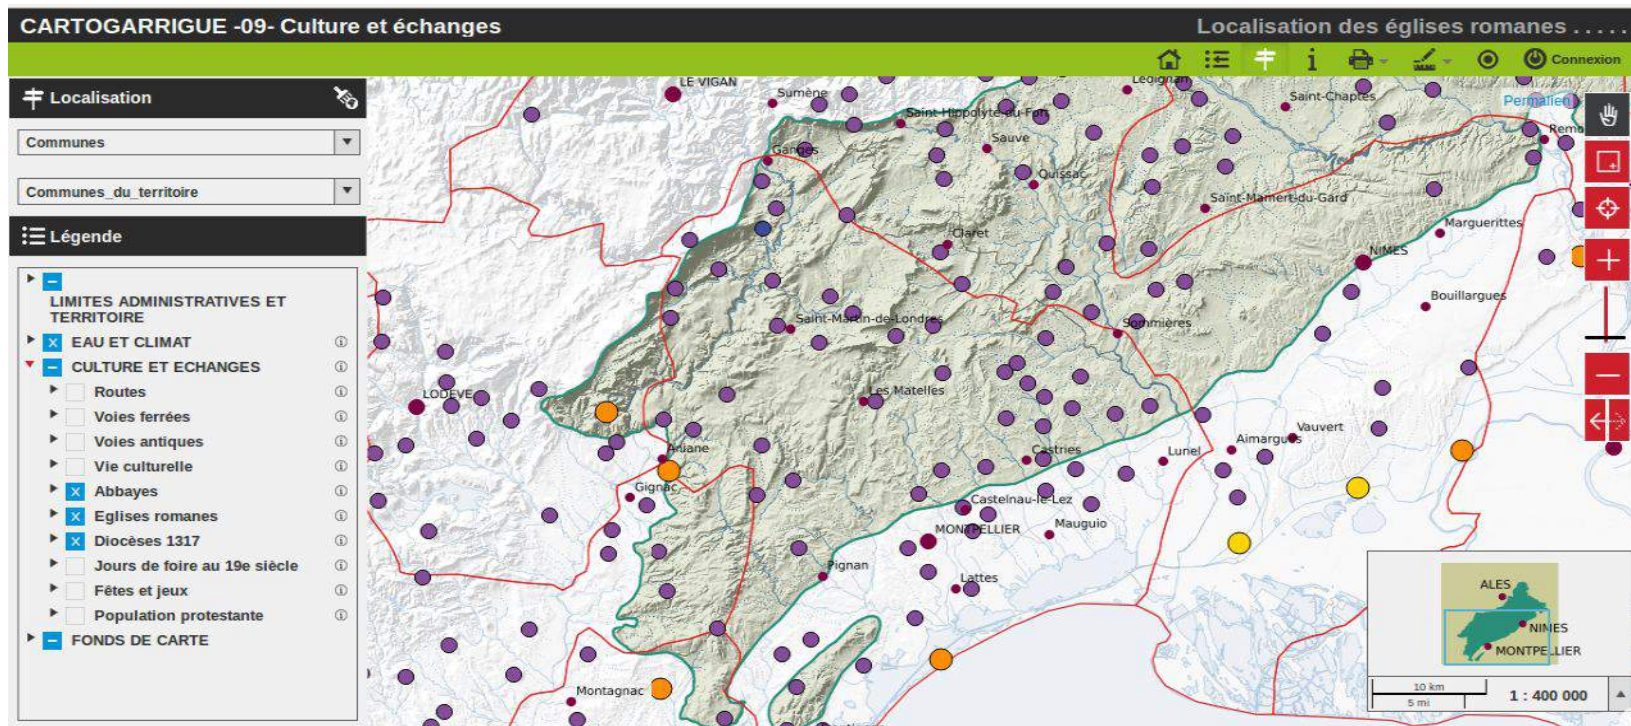 CARTOGARRIGUE -09- Culture et échanges
Localisation des églises romanes . . . . .
Connexion
Localisation
Communes
Communes_du_territoire
Légende
LIMITES ADMINISTRATIVES ET
TERRITOIRE
EAU ET CLIMAT
CULTURE ET ECHANGES
Routes
Voies ferrées
Voies antiques
Vie culturelle
Abbayes
Eglises romanes
Diocèses 1317
Jours de foire au 19e siècle
Fêtes et jeux
Population protestante
FONDS DE CARTE
Permalien
LE VIGAN
Sumène
Lédignan
Saint-Chaptes
Saint-Hippolyte-du-Fort
Sauve
Ganges
Quissac
Saint-Mamert-du-Gard
Marguerittes
Claret
NIMES
Bouillargues
Saint-Martin-de-Londres
Sommières
LODEVE
Les Matelles
Vauvert
Aimargues
Lunel
Aniane
Castries
Gignac
Castelnau-le-Lez
MONTPELLIER
Mauguio
Pignan
Lattes
Montagnac
ALES
NIMES
MONTPELLIER
10 km
5 mi
1 : 400 000